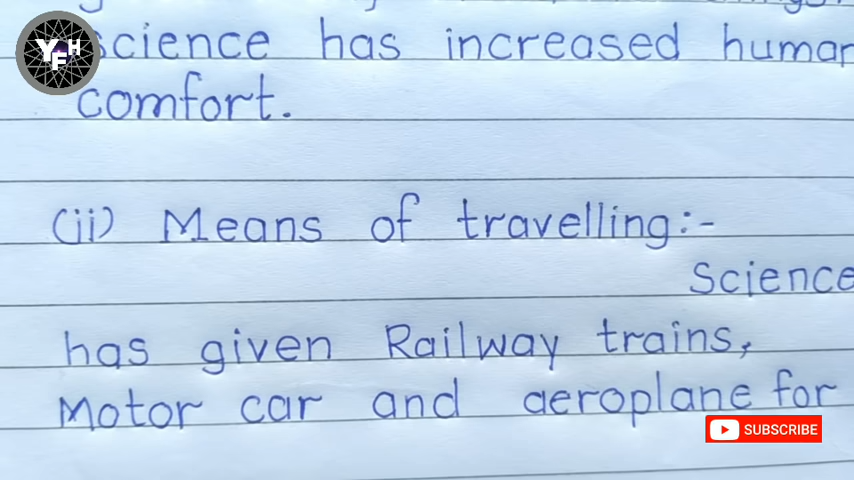 science has increased human
comfort.
(ii) Means of travelling:-
Science
has given Railway trains,
Motor car and aeroplane for
YFH
SUBSCRIBE